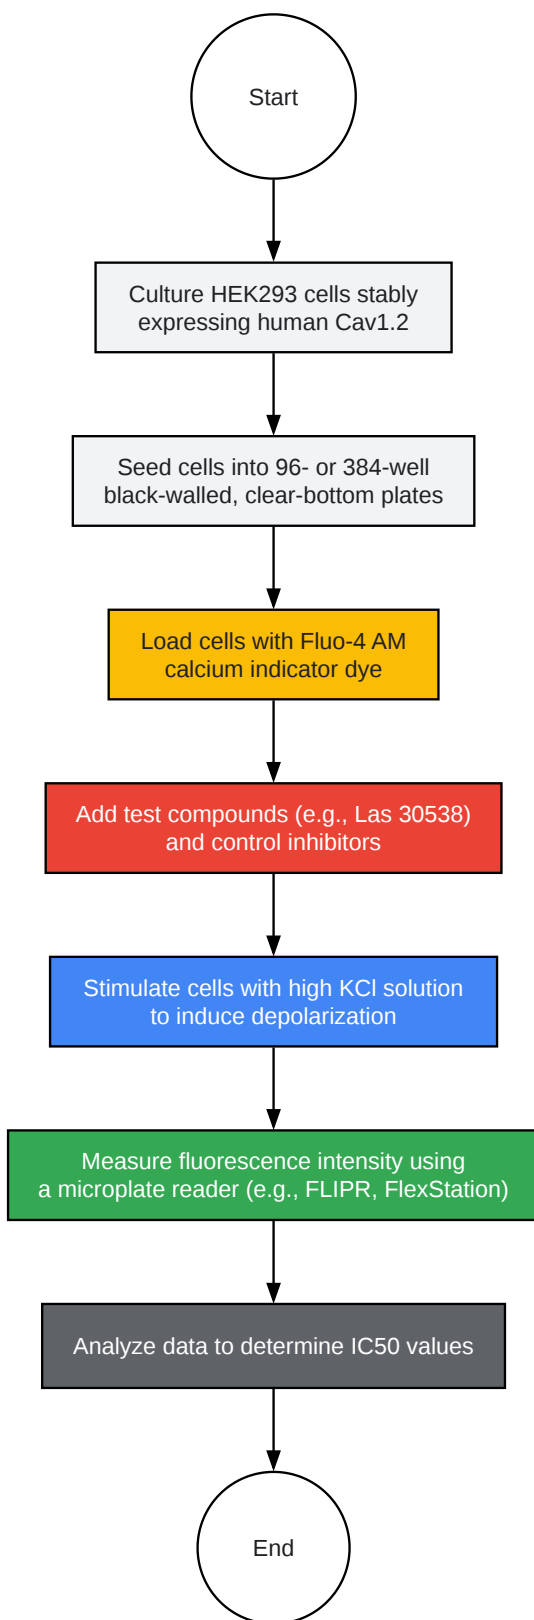 Start
Culture HEK293 cells stably
expressing human Cav1.2
Seed cells into 96- or 384-well
black-walled, clear-bottom plates
Load cells with Fluo-4 AM
calcium indicator dye
Add test compounds (e.g., Las 30538)
and control inhibitors
Stimulate cells with high KCl solution
to induce depolarization
Measure fluorescence intensity using
a microplate reader (e.g., FLIPR, FlexStation)
Analyze data to determine IC50 values
End